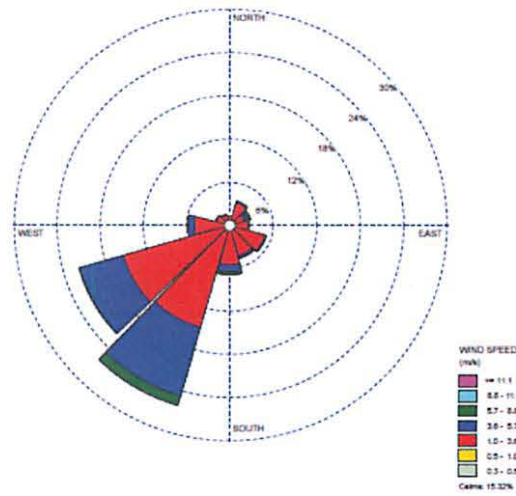 NORTH
30%
24%
18%
12%
6%
WEST
EAST
SOUTH
WIND SPEED
(m/s)
>= 11.1
8.8 - 11.
5.7 - 8.8
3.6 - 5.7
1.0 - 3.6
0.5 - 1.0
0.3 - 0.5
Calms: 15.32%